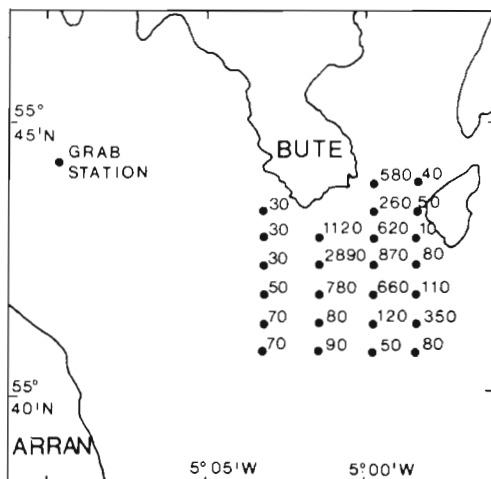 55°
45'N
GRAB
STATION
BUTE
580 40
30 260 50
30 1120 620 10
30 2890 870 80
50 780 660 110
70 80 120 350
70 90 50 80
55°
40'N
ARRAN
5°05'W 5°00'W